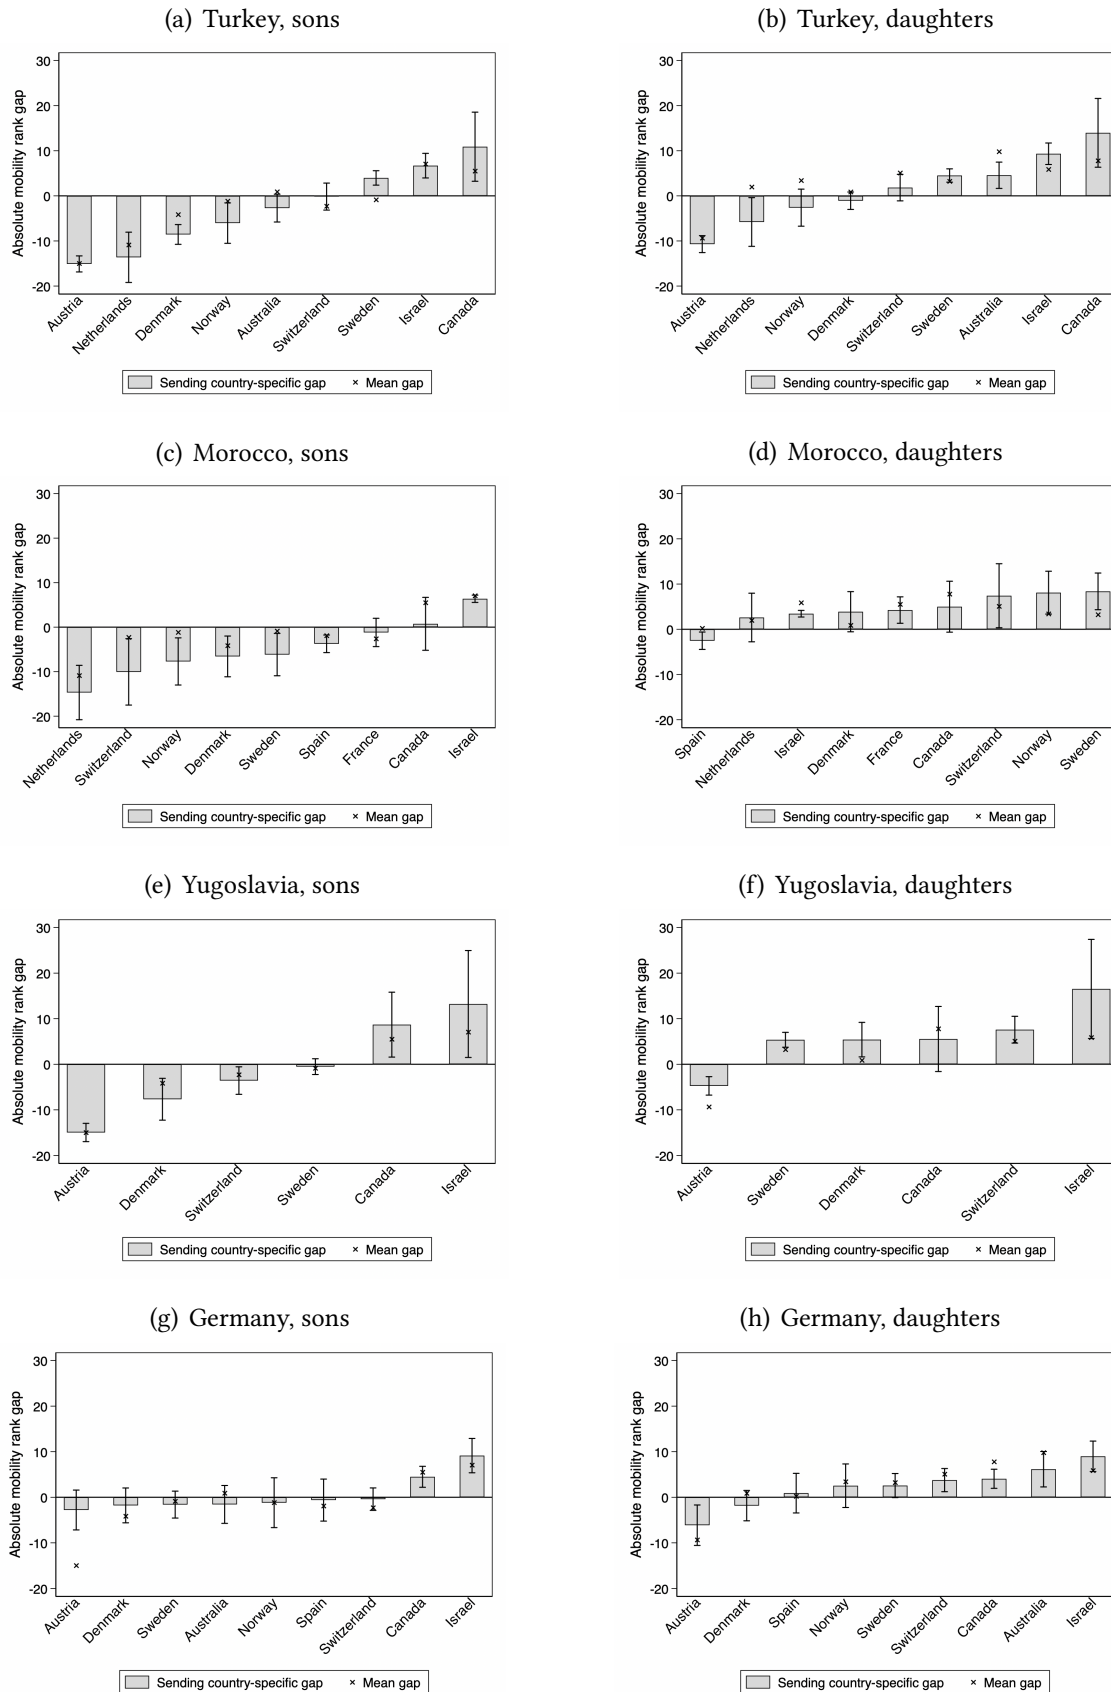 (a) Turkey, sons
Absolute mobility rank gap
30
20
10
0
-10
-20
Austria
Netherlands
Denmark
Norway
Australia
Switzerland
Sweden
Israel
Canada
Sending country-specific gap × Mean gap
(b) Turkey, daughters
Absolute mobility rank gap
30
20
10
0
-10
-20
Austria
Netherlands
Norway
Denmark
Switzerland
Sweden
Australia
Israel
Canada
Sending country-specific gap × Mean gap
(c) Morocco, sons
Absolute mobility rank gap
30
20
10
0
-10
-20
Netherlands
Switzerland
Norway
Denmark
Sweden
Spain
France
Canada
Israel
Sending country-specific gap × Mean gap
(d) Morocco, daughters
Absolute mobility rank gap
30
20
10
0
-10
-20
Spain
Netherlands
Israel
Denmark
France
Canada
Switzerland
Norway
Sweden
Sending country-specific gap × Mean gap
(e) Yugoslavia, sons
Absolute mobility rank gap
30
20
10
0
-10
-20
Austria
Denmark
Switzerland
Sweden
Canada
Israel
Sending country-specific gap × Mean gap
(f) Yugoslavia, daughters
Absolute mobility rank gap
30
20
10
0
-10
-20
Austria
Sweden
Denmark
Canada
Switzerland
Israel
Sending country-specific gap × Mean gap
(g) Germany, sons
Absolute mobility rank gap
30
20
10
0
-10
-20
Austria
Denmark
Sweden
Australia
Norway
Spain
Switzerland
Canada
Israel
Sending country-specific gap × Mean gap
(h) Germany, daughters
Absolute mobility rank gap
30
20
10
0
-10
-20
Austria
Denmark
Spain
Norway
Sweden
Switzerland
Canada
Australia
Israel
Sending country-specific gap × Mean gap